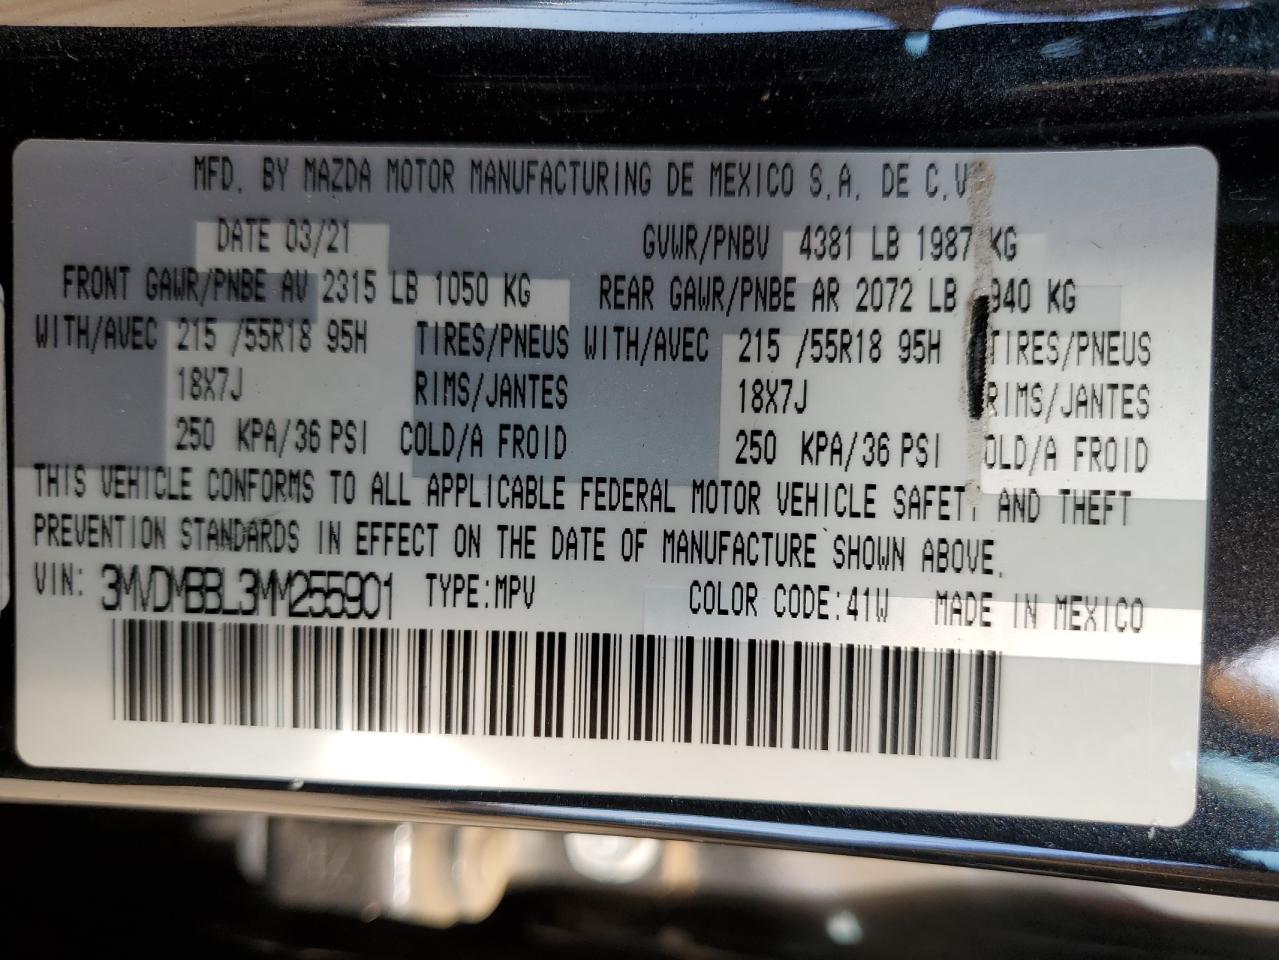 MFD. BY MAZDA MOTOR MANUFACTURING DE MEXICO S.A. DE C.V
DATE 03/21 GVWR/PNBV 4381 LB 1987 KG
FRONT GAWR/PNBE AV 2315 LB 1050 KG REAR GAWR/PNBE AR 2072 LB 940 KG
WITH/AVEC 215 /55R18 95H TIRES/PNEUS WITH/AVEC 215 /55R18 95H TIRES/PNEUS
18X7J RIMS/JANTES 18X7J RIMS/JANTES
250 KPA/36 PSI COLD/A FROID 250 KPA/36 PSI OLD/A FROID
THIS VEHICLE CONFORMS TO ALL APPLICABLE FEDERAL MOTOR VEHICLE SAFETY AND THEFT
PREVENTION STANDARDS IN EFFECT ON THE DATE OF MANUFACTURE SHOWN ABOVE.
VIN: 3MVDMBBL3MM255901 TYPE:MPV COLOR CODE:41W MADE IN MEXICO